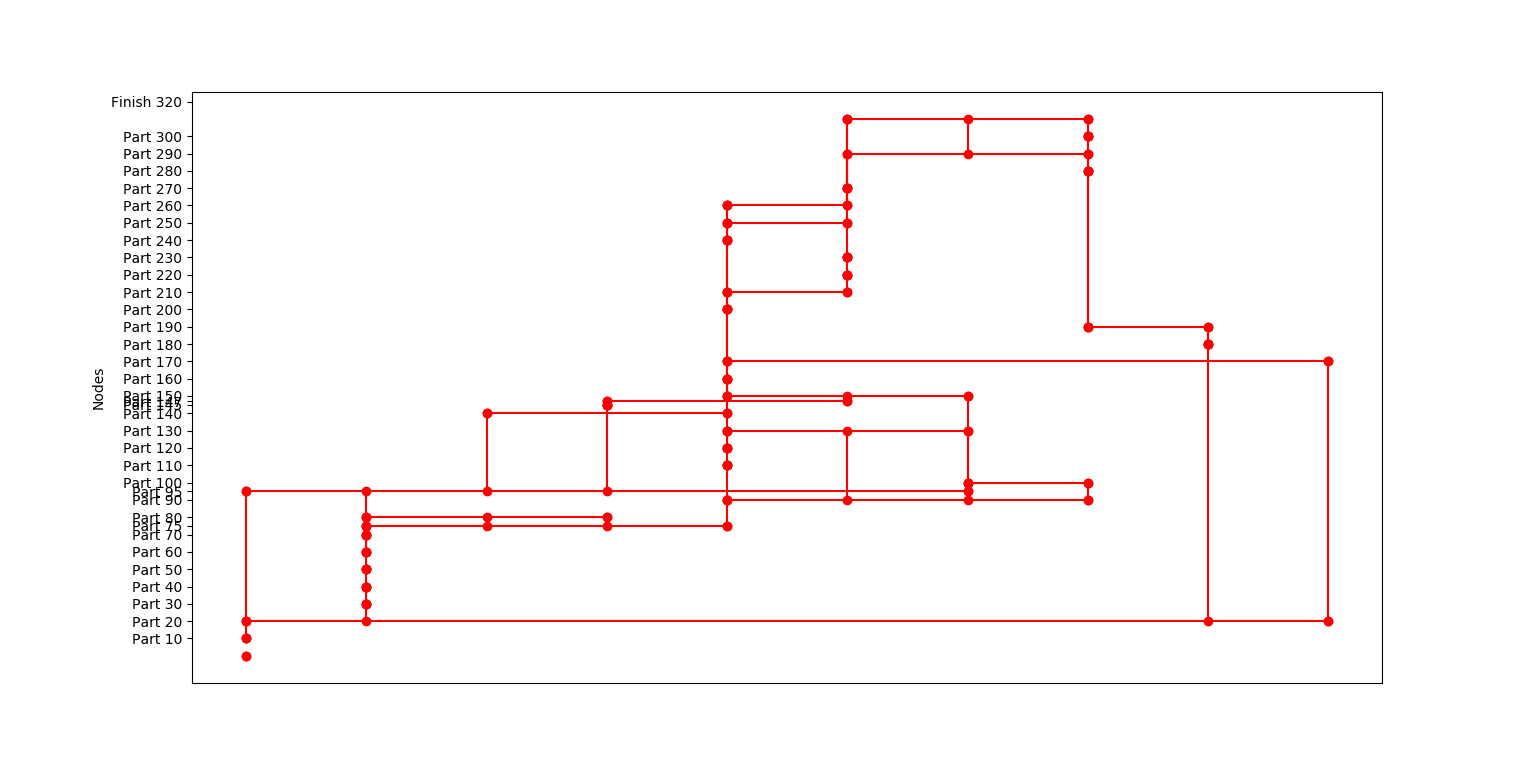 Finish 320
Part 300
Part 290
Part 280
Part 270
Part 260
Part 250
Part 240
Part 230
Part 220
Part 210
Part 200
Part 190
Part 180
Part 170
Part 160
Part 150
Part 147
Part 145
Part 140
Part 130
Part 120
Part 110
Part 100
Part 95
Part 90
Part 80
Part 75
Part 70
Part 60
Part 50
Part 40
Part 30
Part 20
Part 10
Nodes